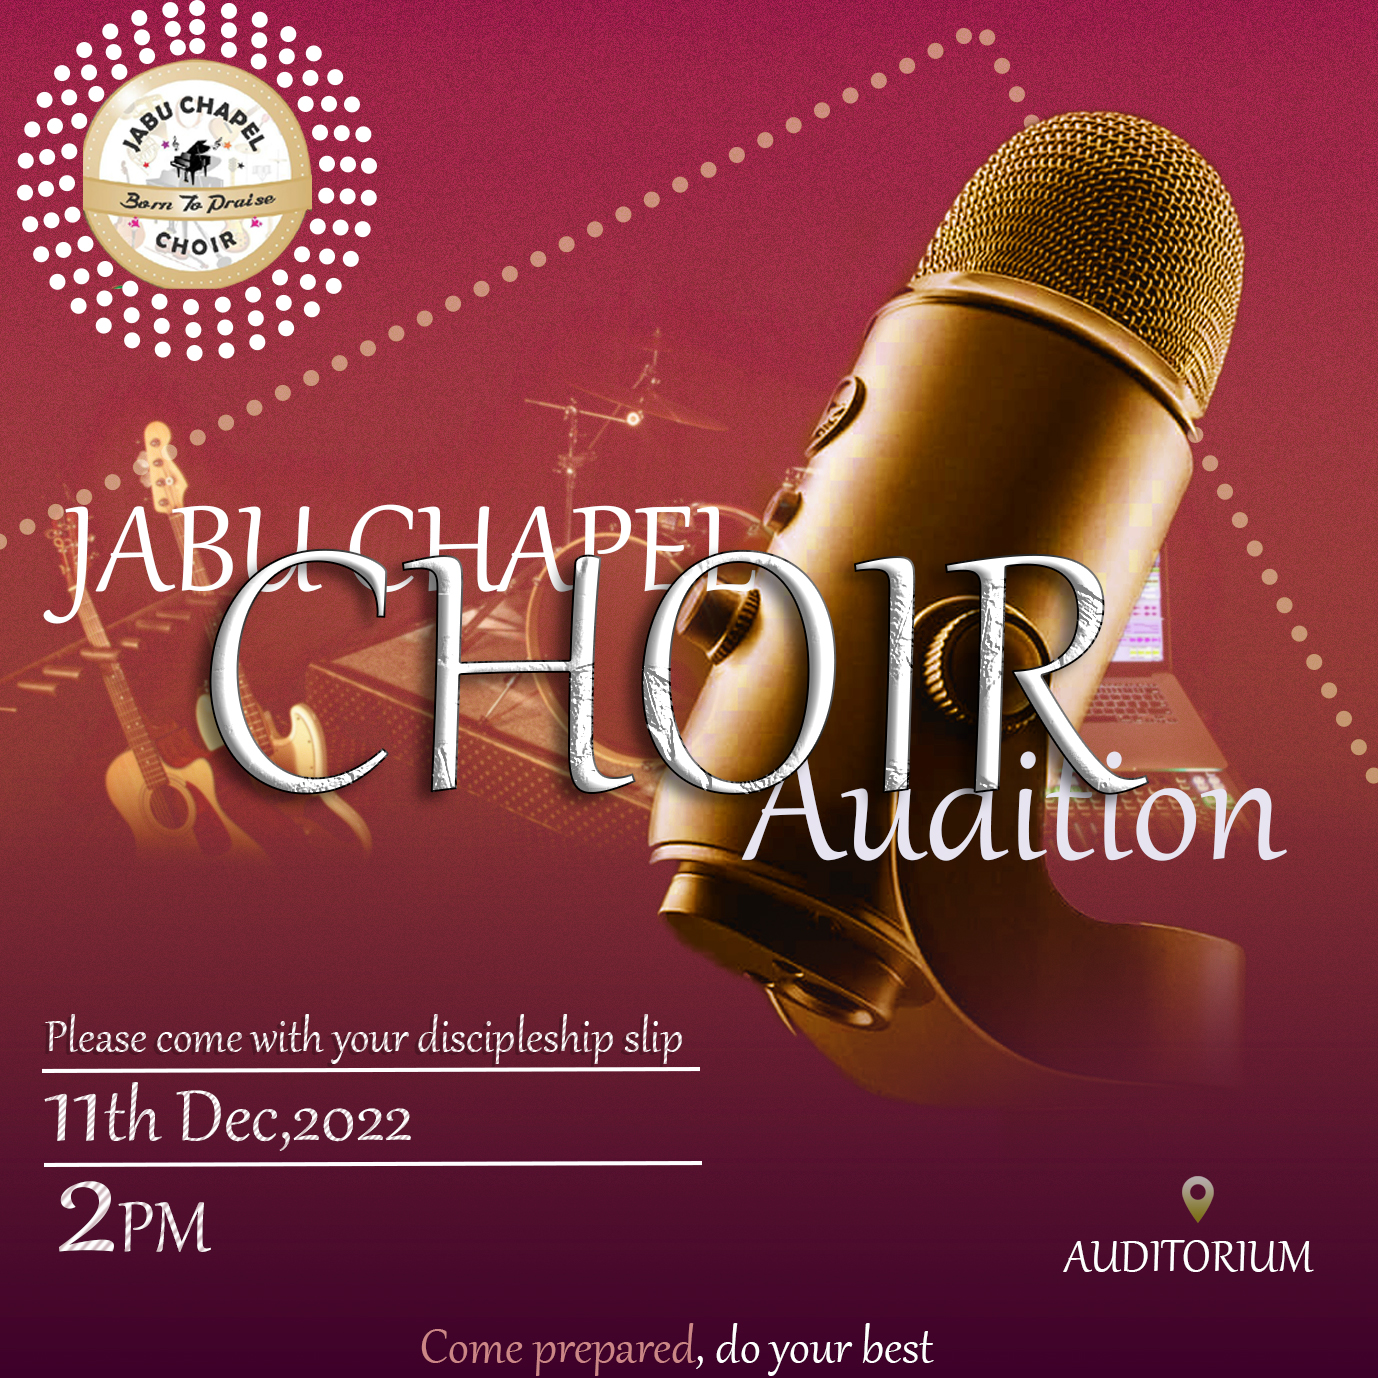 JABU CHAPEL
Born To Praise
CHOIR
JABU CHAPEL
CHOIR
Audition
Please come with your discipleship slip
11th Dec,2022
2PM
AUDITORIUM
Come prepared, do your best